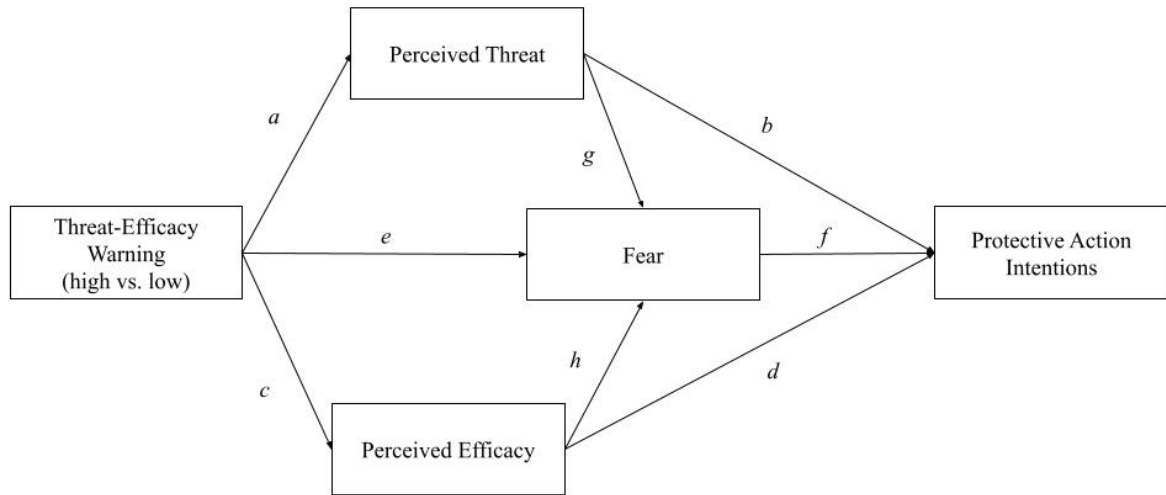 Perceived Threat
a
b
g
Threat-Efficacy
Warning
(high vs. low)
e
Fear
f
Protective Action
Intentions
c
h
d
Perceived Efficacy